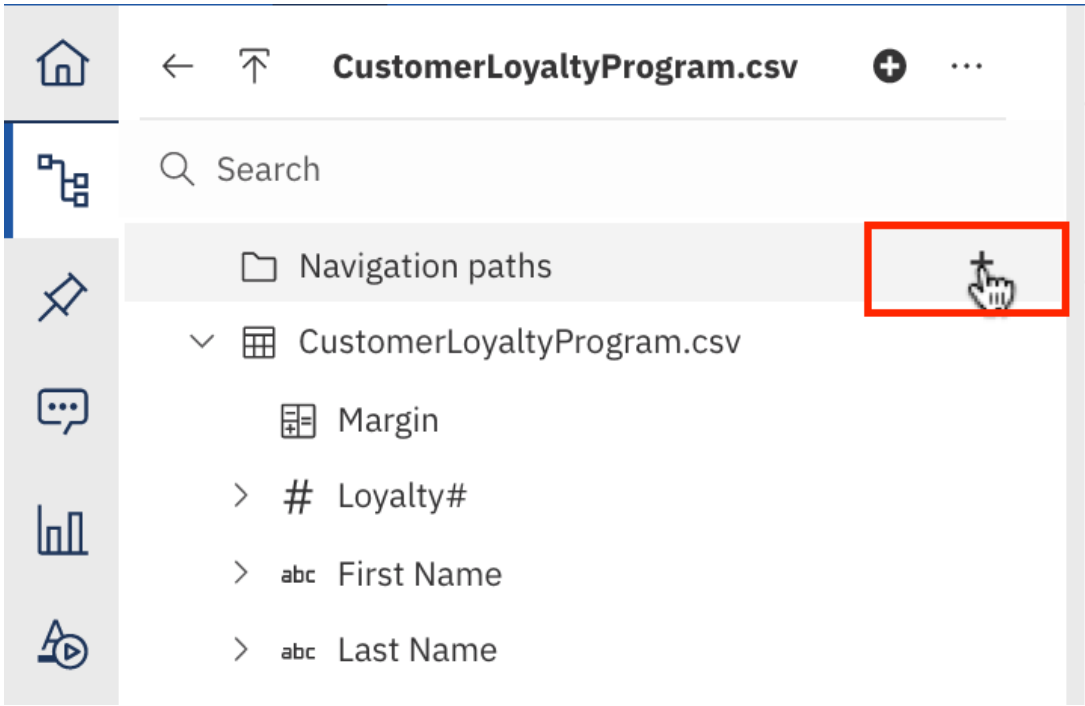 CustomerLoyaltyProgram.csv
Search
Navigation paths
CustomerLoyaltyProgram.csv
Margin
# Loyalty#
abc First Name
abc Last Name